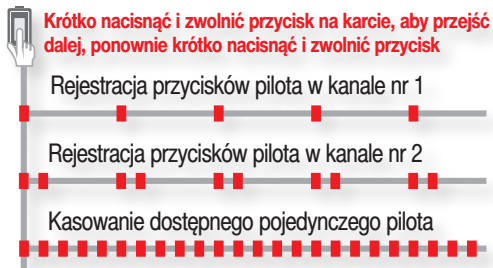 Krótko nacisnąć i zwolnić przycisk na karcie, aby przejść
dalej, ponownie krótko nacisnąć i zwolnić przycisk
Rejestracja przycisków pilota w kanale nr 1
Rejestracja przycisków pilota w kanale nr 2
Kasowanie dostępnego pojedynczego pilota